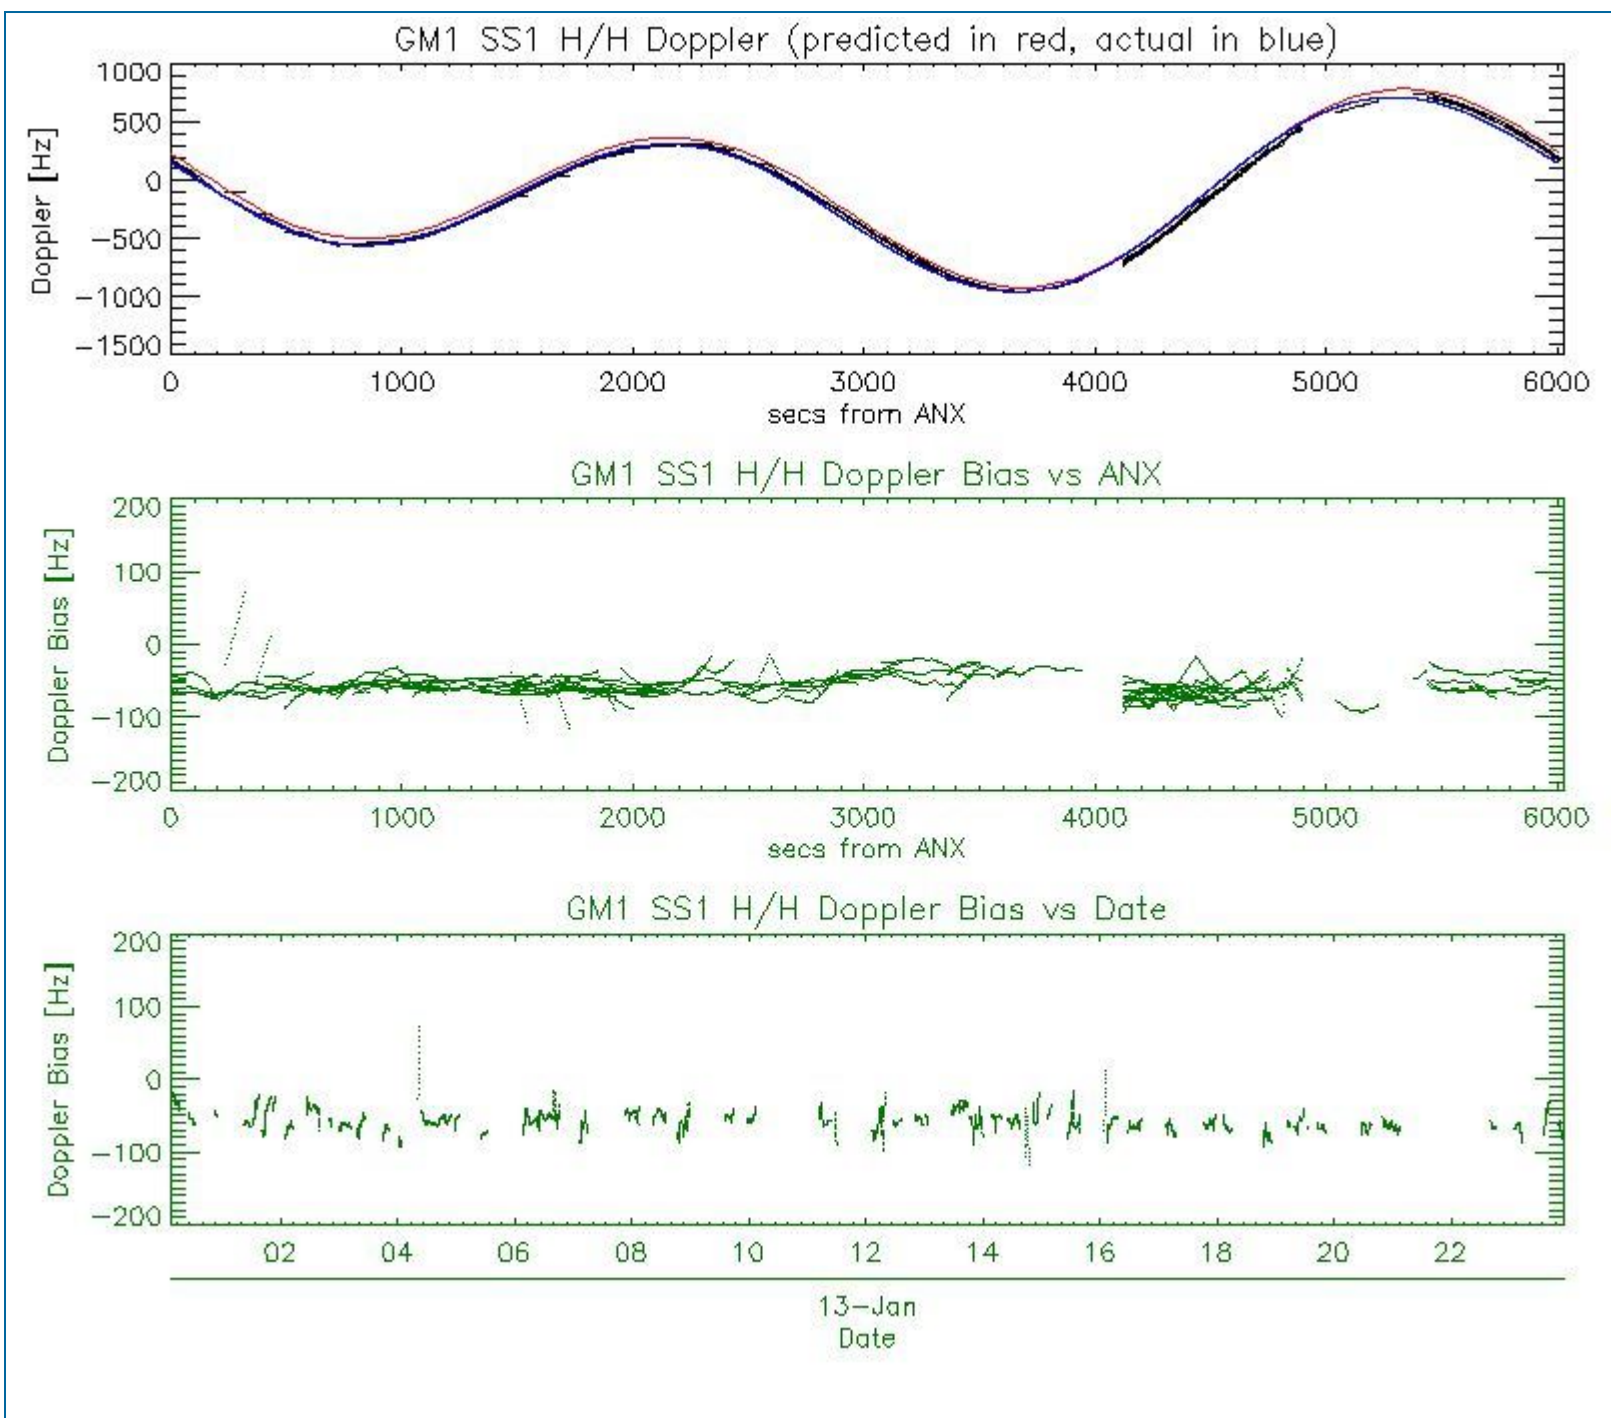 GM1 SS1 H/H Doppler (predicted in red, actual in blue)
1000
500
0
−500
−1000
−1500
Doppler [Hz]
0 1000 2000 3000 4000 5000 6000
secs from ANX
GM1 SS1 H/H Doppler Bias vs ANX
200
100
0
−100
−200
Doppler Bias [Hz]
0 1000 2000 3000 4000 5000 6000
secs from ANX
GM1 SS1 H/H Doppler Bias vs Date
200
100
0
−100
−200
Doppler Bias [Hz]
02 04 06 08 10 12 14 16 18 20 22
13−Jan
Date